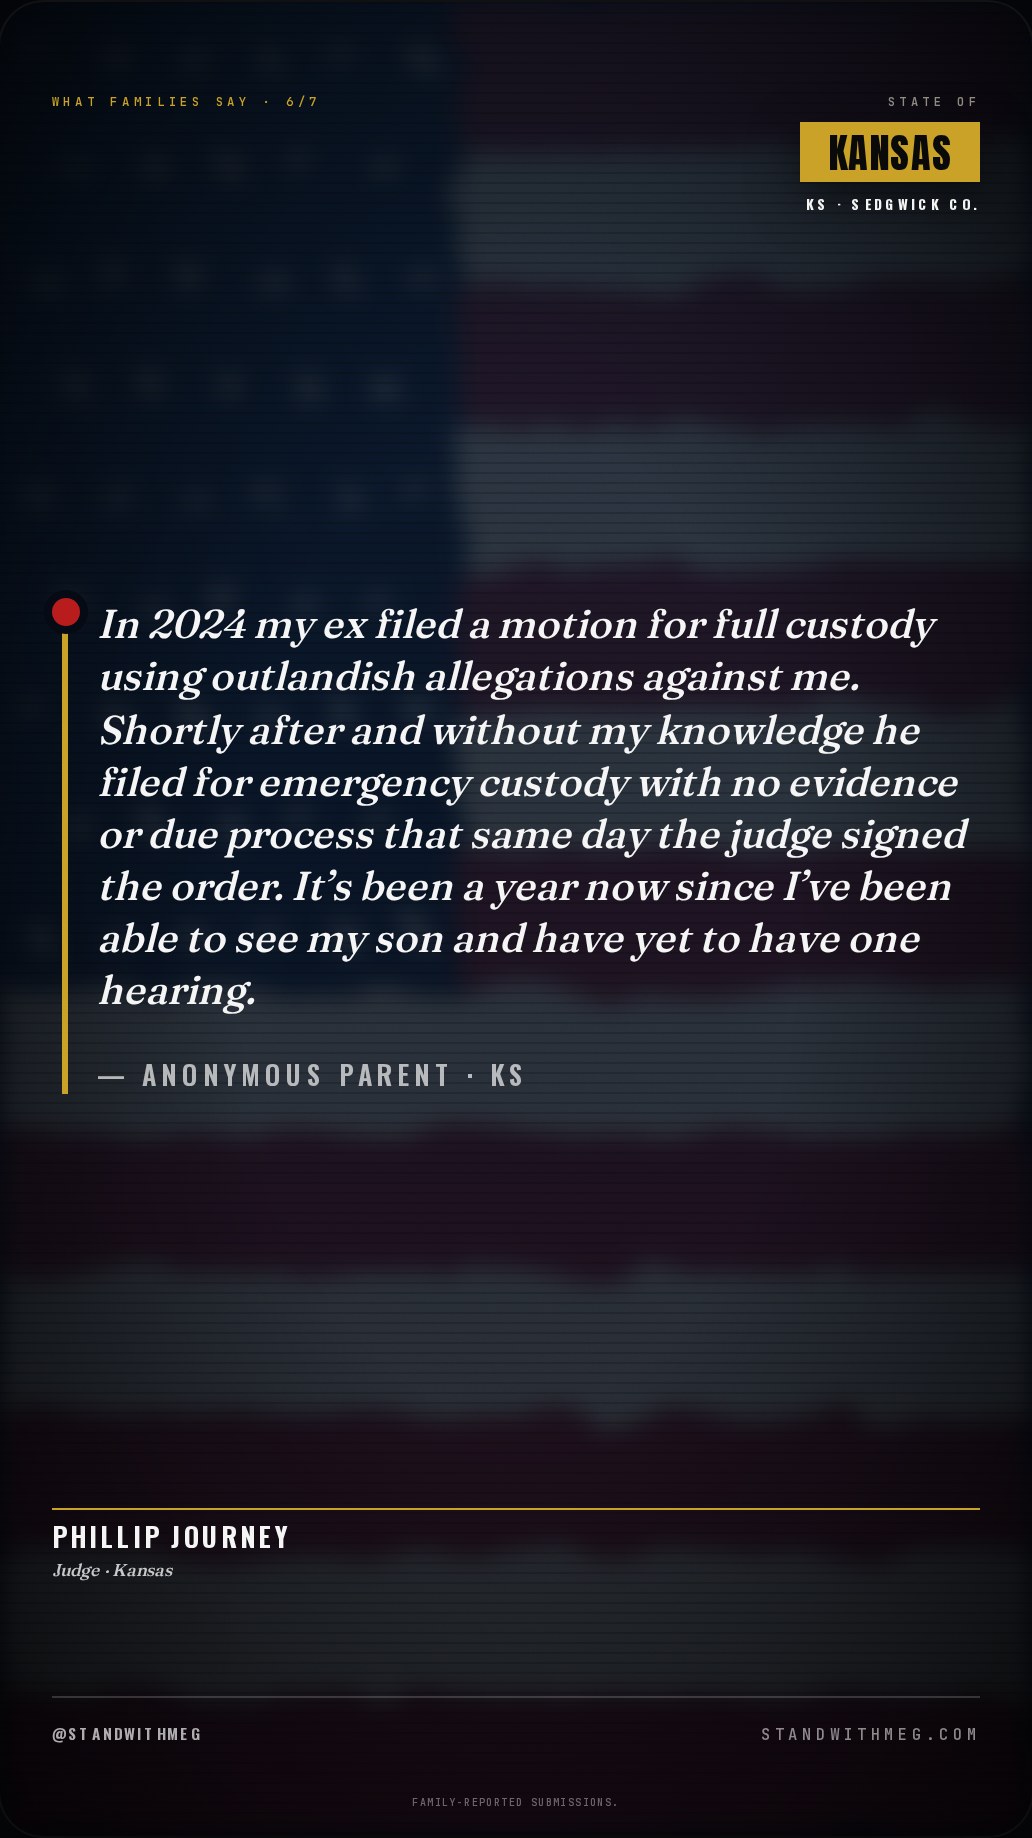 WHAT FAMILIES SAY · 6/7
STATE OF
KANSAS
KS · SEDGWICK CO.
In 2024 my ex filed a motion for full custody
using outlandish allegations against me.
Shortly after and without my knowledge he
filed for emergency custody with no evidence
or due process that same day the judge signed
the order. It’s been a year now since I’ve been
able to see my son and have yet to have one
hearing.
— ANONYMOUS PARENT · KS
PHILLIP JOURNEY
Judge · Kansas
@STANDWITHMEG
STANDWITHMEG.COM
FAMILY-REPORTED SUBMISSIONS.